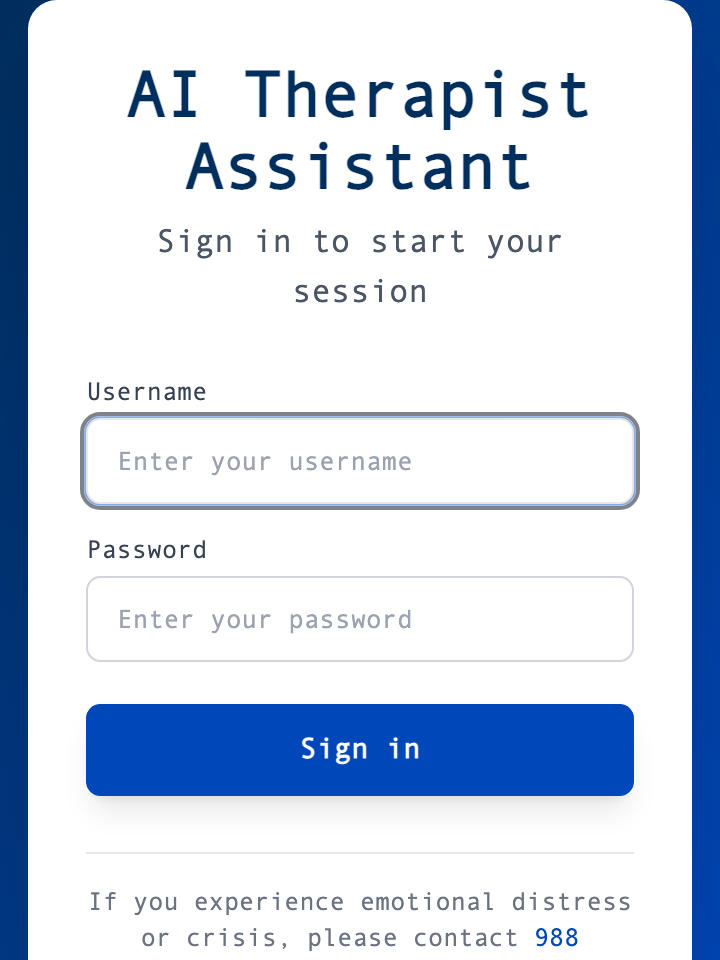 AI Therapist
Assistant
Sign in to start your
session
Username
Enter your username
Password
Enter your password
Sign in
If you experience emotional distress
or crisis, please contact 988